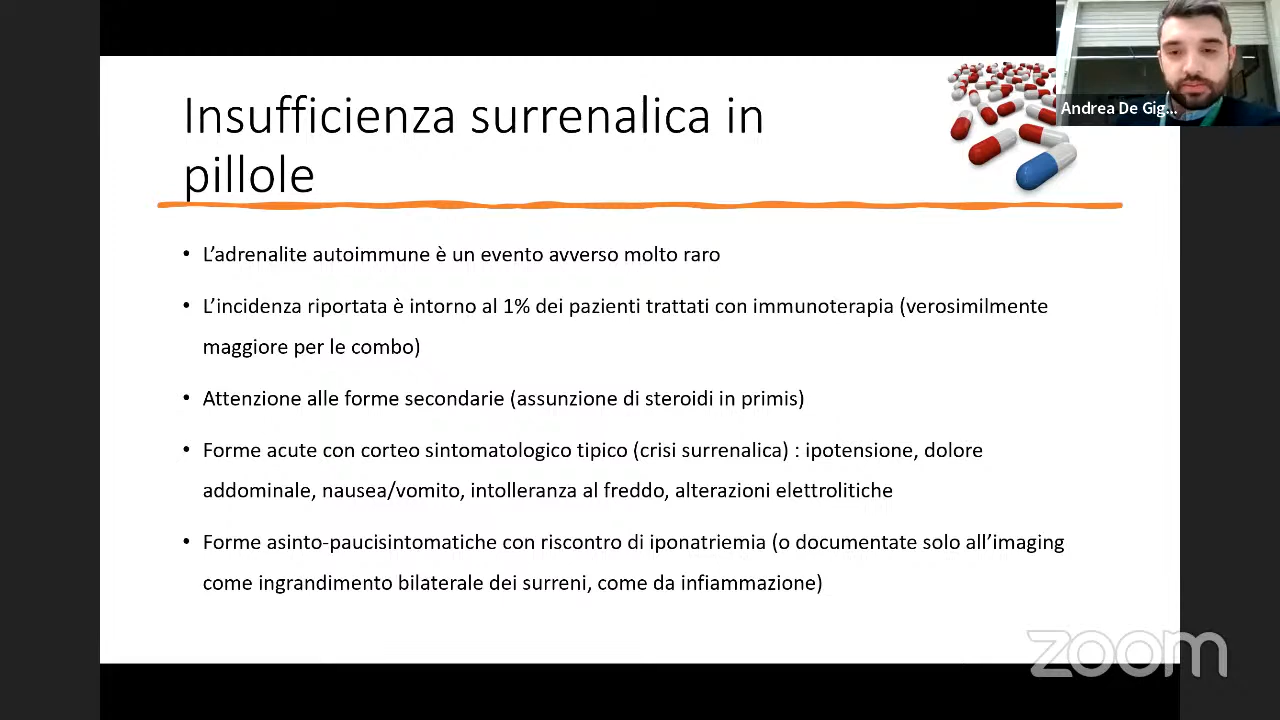 Insufficienza surrenalica in
pillole
Andrea De Gig...
• L'adrenalite autoimmune è un evento avverso molto raro
• L'incidenza riportata è intorno al 1% dei pazienti trattati con immunoterapia (verosimilmente
maggiore per le combo)
• Attenzione alle forme secondarie (assunzione di steroidi in primis)
• Forme acute con corteo sintomatologico tipico (crisi surrenalica) : ipotensione, dolore
addominale, nausea/vomito, intolleranza al freddo, alterazioni elettrolitiche
• Forme asinto-paucisintomatiche con riscontro di iponatriemia (o documentate solo all'imaging
come ingrandimento bilaterale dei surreni, come da infiammazione)
zoom